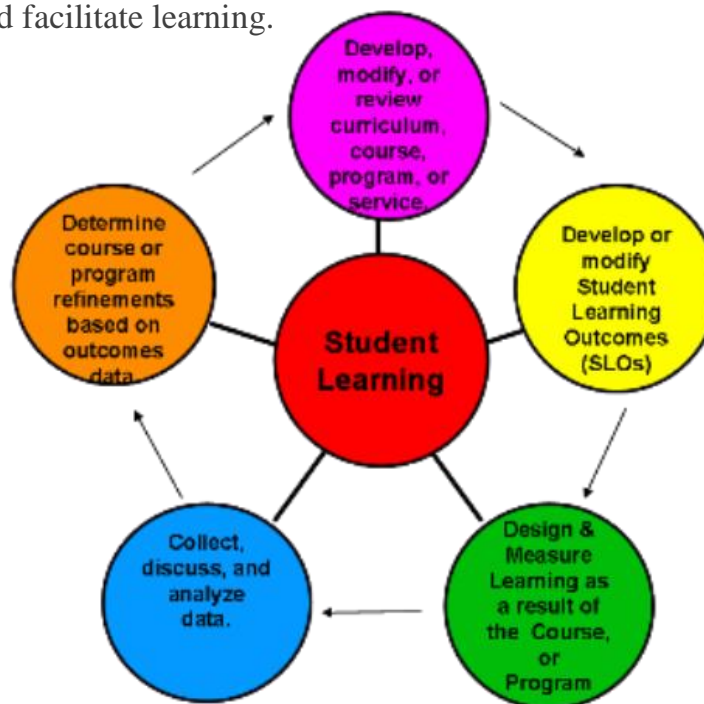 d facilitate learning.
Develop,
modify, or
review
curriculum,
course,
program, or
service.
Determine
course or
program
refinements
based on
outcomes
data.
Develop or
modify
Student
Learning
Outcomes
(SLOs)
Student
Learning
Collect,
discuss, and
analyze
data.
Design &
Measure
Learning as
a result of
the Course,
or
Program